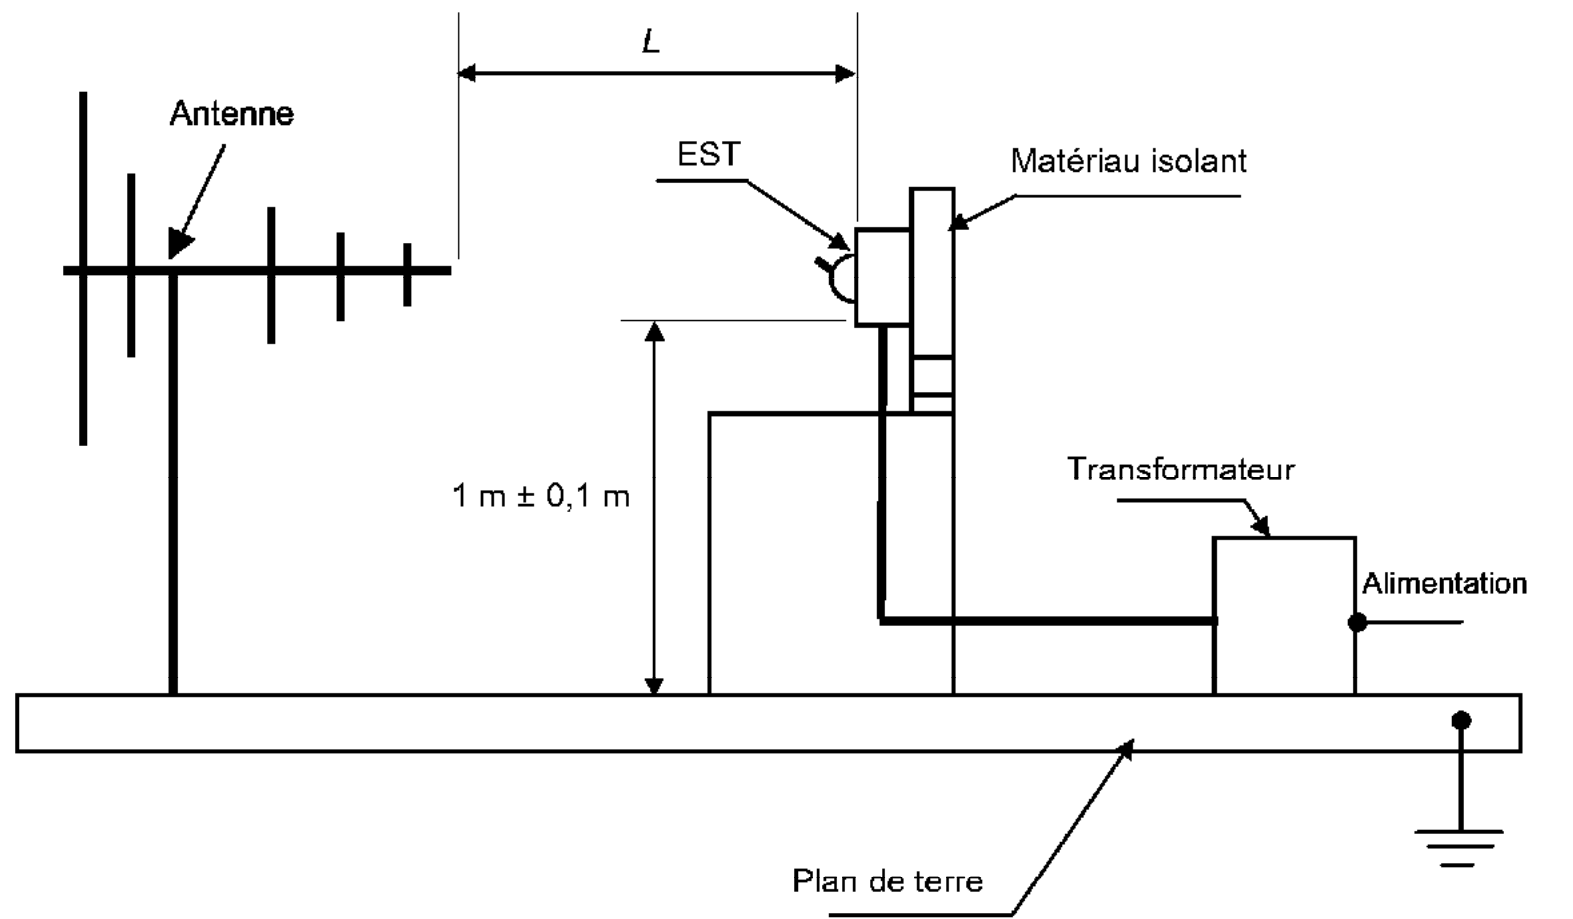 L
Antenne
EST
Matériau isolant
1 m ± 0,1 m
Transformateur
Alimentation
Plan de terre